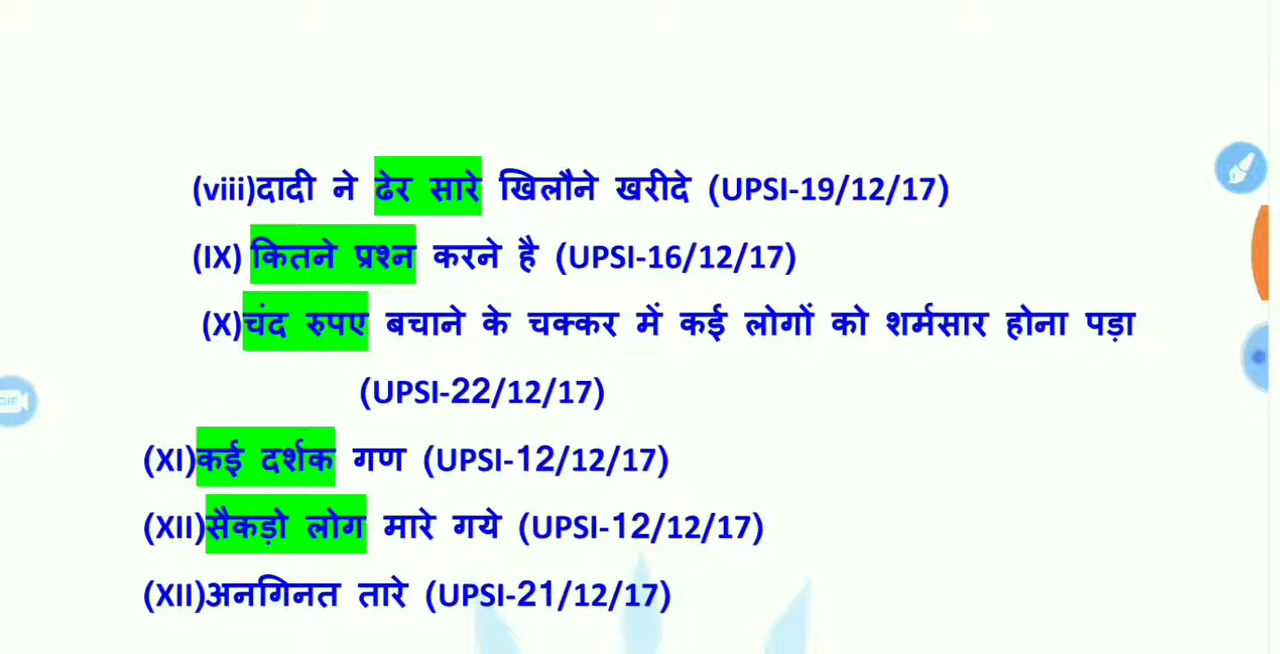 (viii)दादी ने ढेर सारे खिलौने खरीदे (UPSI-19/12/17)
(IX) कितने प्रश्न करने है (UPSI-16/12/17)
(X)चंद रुपए बचाने के चक्कर में कई लोगों को शर्मसार होना पड़ा
(UPSI-22/12/17)
(XI)कई दर्शक गण (UPSI-12/12/17)
(XII)सैकड़ो लोग मारे गये (UPSI-12/12/17)
(XII)अनगिनत तारे (UPSI-21/12/17)
GIF